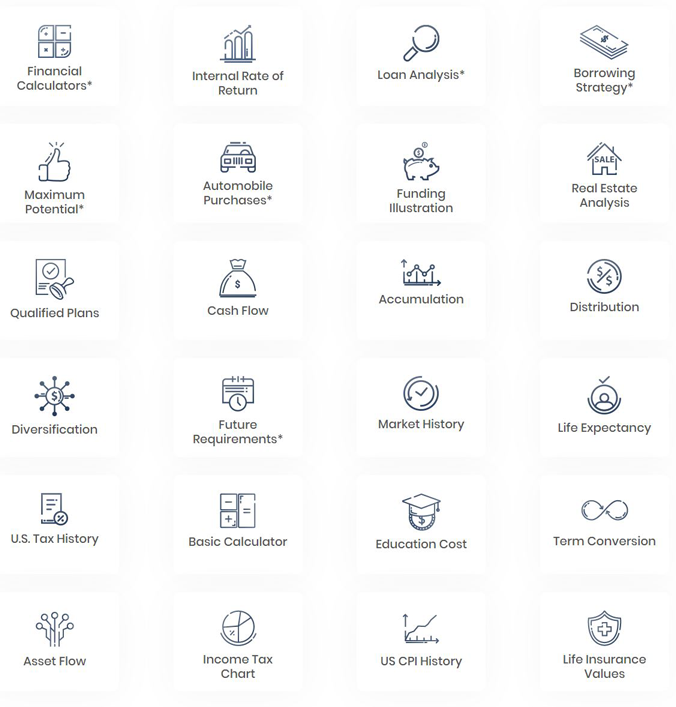 Financial
Calculators*
Internal Rate of
Return
Loan Analysis*
Borrowing
Strategy*
Maximum
Potential*
Automobile
Purchases*
Funding
Illustration
SALE
Real Estate
Analysis
Qualified Plans
$
Cash Flow
Accumulation
$/$
Distribution
$
Diversification
Future
Requirements*
Market History
Life Expectancy
U.S. Tax History
Basic Calculator
$
Education Cost
Term Conversion
Asset Flow
%
Income Tax
Chart
US CPI History
Life Insurance
Values